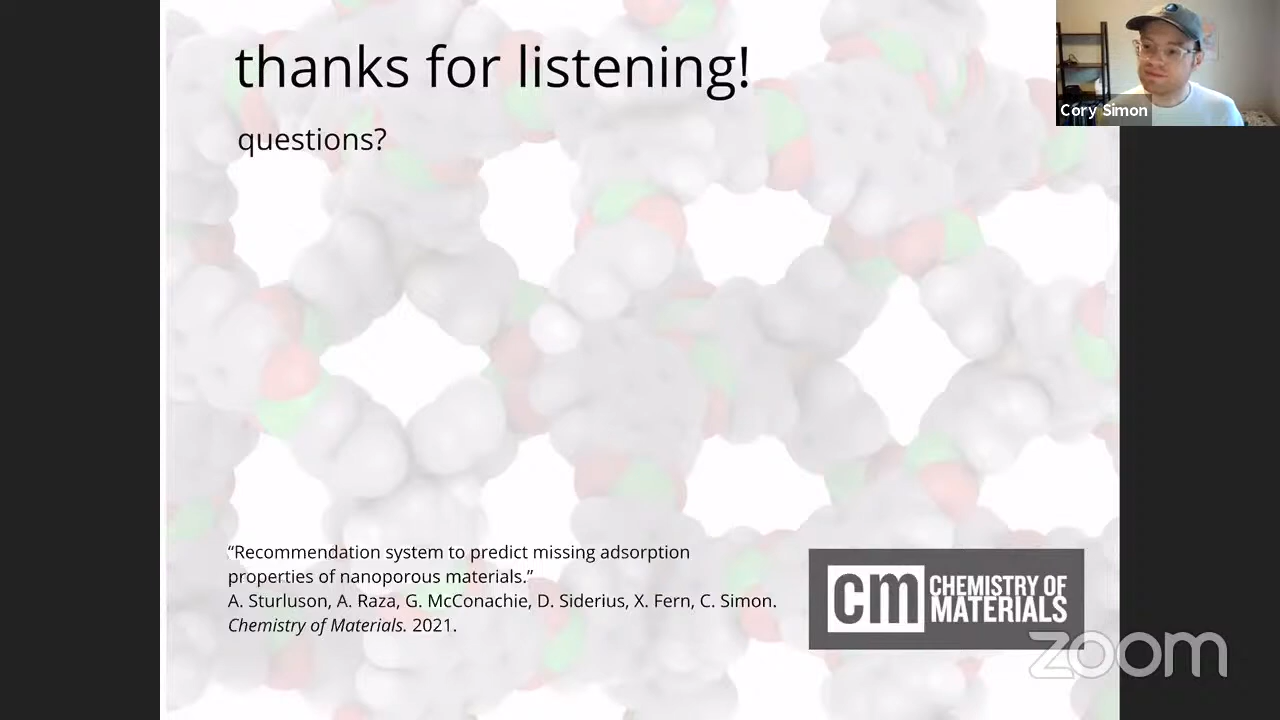 thanks for listening!
questions?
Cory Simon
“Recommendation system to predict missing adsorption
properties of nanoporous materials.”
A. Sturluson, A. Raza, G. McConachie, D. Siderius, X. Fern, C. Simon.
Chemistry of Materials. 2021.
cm CHEMISTRY OF
MATERIALS
zoom